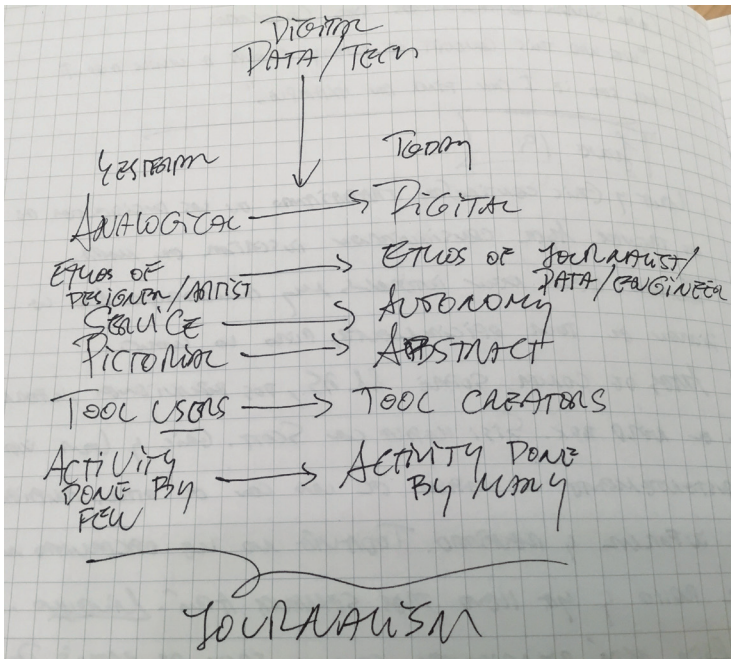 DIGITAL
DATA/TECH
YESTERDAY
TODAY
ANALOGICAL → DIGITAL
ETHOS OF
DESIGNER/ARTIST → ETHOS OF JOURNALIST/
DATA/ENGINEER
SERVICE → AUTONOMY
PICTORIAL → ABSTRACT
TOOL USERS → TOOL CREATORS
ACTIVITY
DONE BY
FEW → ACTIVITY DONE
BY MANY
JOURNALISM